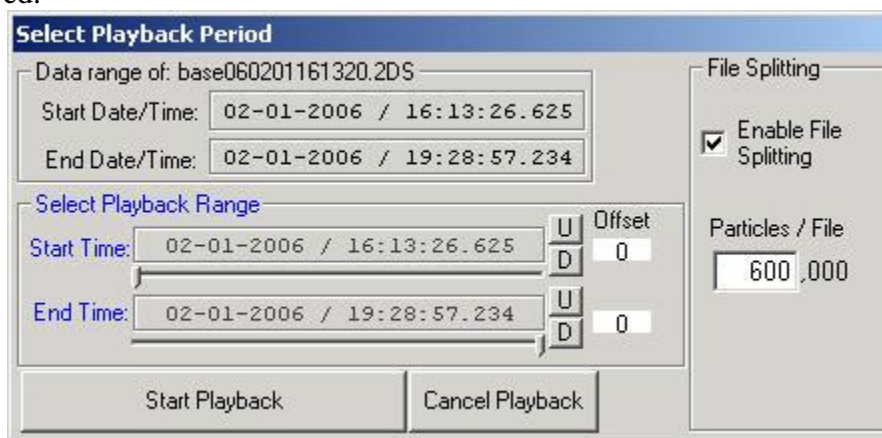 ed.
Select Playback Period
Data range of: base060201161320.2DS
Start Date/Time: 02-01-2006 / 16:13:26.625
End Date/Time: 02-01-2006 / 19:28:57.234
Select Playback Range
Offset
Start Time: 02-01-2006 / 16:13:26.625 U D 0
End Time: 02-01-2006 / 19:28:57.234 U D 0
Start Playback Cancel Playback
File Splitting
Enable File
Splitting
Particles / File
600 ,000